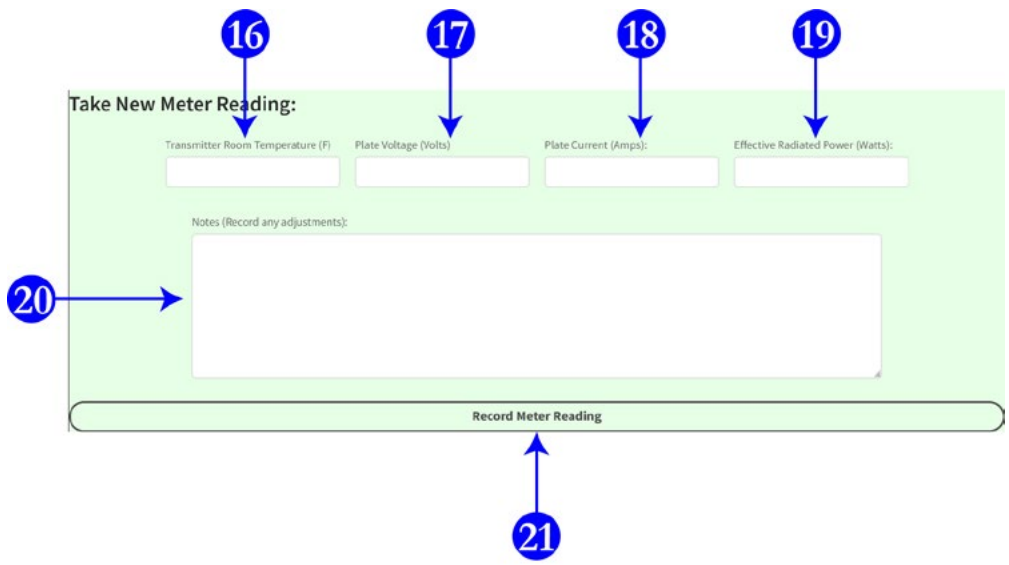 16 17 18 19
Take New Meter Reading:
Transmitter Room Temperature (F) Plate Voltage (Volts) Plate Current (Amps): Effective Radiated Power (Watts):
Notes (Record any adjustments):
20
Record Meter Reading
21